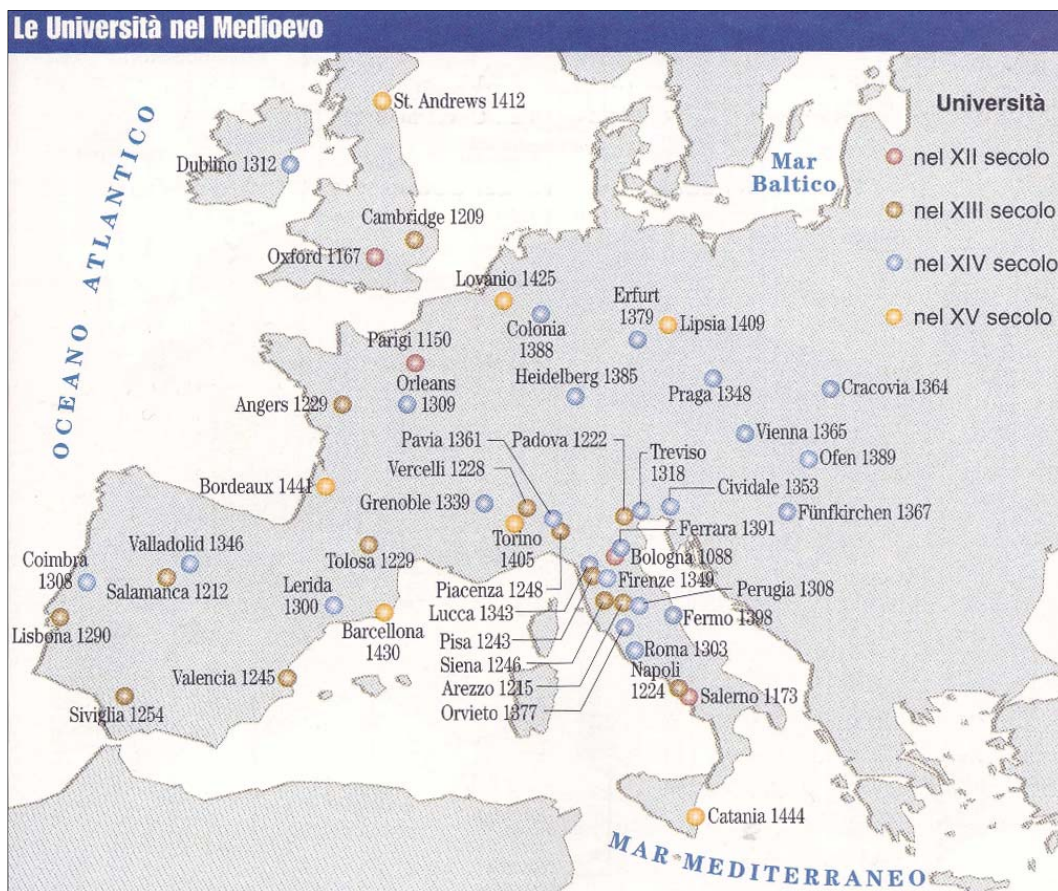 Le Università nel Medioevo
St. Andrews 1412
Università
OCEANO ATLANTICO
Dublino 1312
Mar
Baltico
nel XII secolo
nel XIII secolo
nel XIV secolo
nel XV secolo
Cambridge 1209
Oxford 1167
Lovanio 1425
Erfurt
1379
Lipsia 1409
Colonia
1388
Parigi 1150
Orleans
1309
Heidelberg 1385
Praga 1348
Cracovia 1364
Angers 1229
Pavia 1361
Padova 1222
Treviso
1318
Vienna 1365
Ofen 1389
Vercelli 1228
Cividale 1353
Bordeaux 1441
Grenoble 1339
Fünfkirchen 1367
Torino
1405
Ferrara 1391
Bologna 1088
Coimbra
1308
Valladolid 1346
Tolosa 1229
Salamanca 1212
Lerida
1300
Piacenza 1248
Firenze 1349
Perugia 1308
Lucca 1343
Lisbona 1290
Barcellona
1430
Pisa 1243
Fermo 1398
Siena 1246
Roma 1303
Valencia 1245
Arezzo 1215
Napoli
1224
Salerno 1173
Siviglia 1254
Orvieto 1377
Catania 1444
MAR MEDITERRANEO